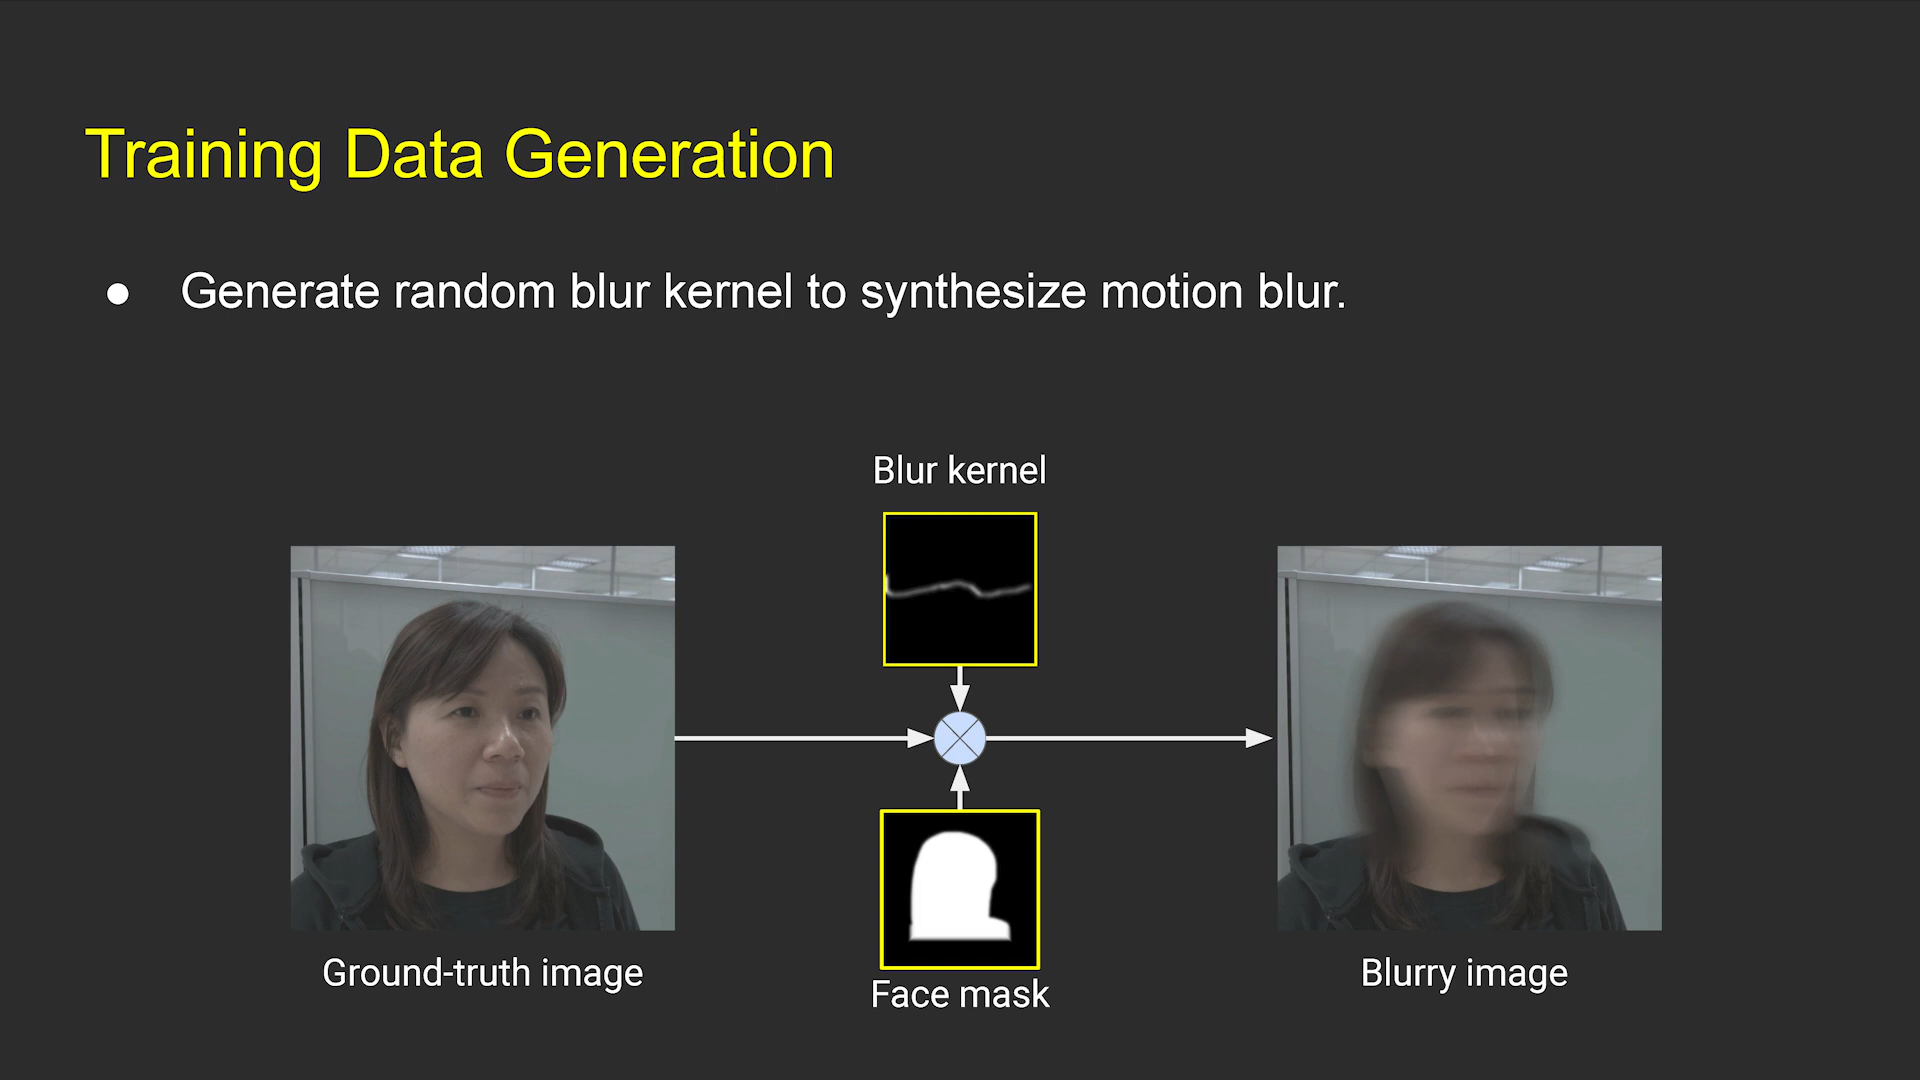 Training Data Generation
● Generate random blur kernel to synthesize motion blur.
Blur kernel
Ground-truth image
Face mask
Blurry image